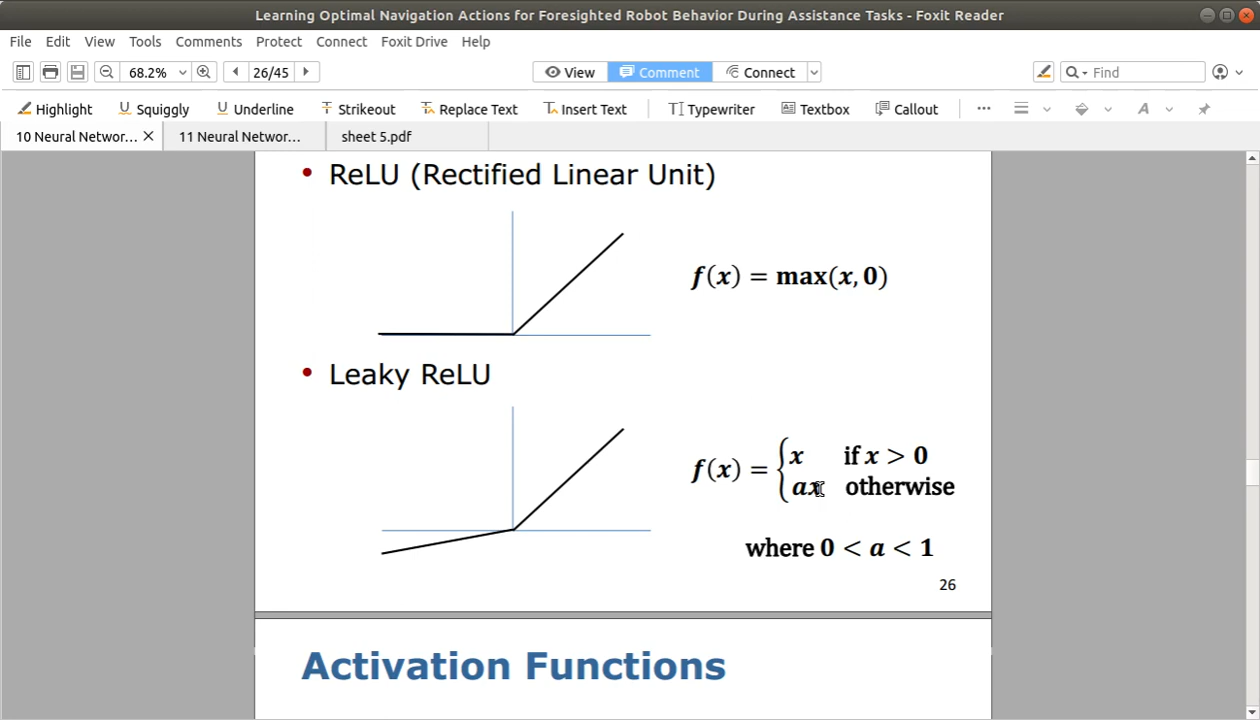 Learning Optimal Navigation Actions for Foresighted Robot Behavior During Assistance Tasks - Foxit Reader
File Edit View Tools Comments Protect Connect Foxit Drive Help
68.2% 26/45 View Comment Connect Find
Highlight Squiggly Underline Strikeout Replace Text Insert Text Typewriter Textbox Callout ... A
10 Neural Networ... 11 Neural Networ... sheet 5.pdf
• ReLU (Rectified Linear Unit)
f(x) = max(x, 0)
• Leaky ReLU
f(x) = { x if x > 0
ax otherwise
where 0 < a < 1
26
Activation Functions